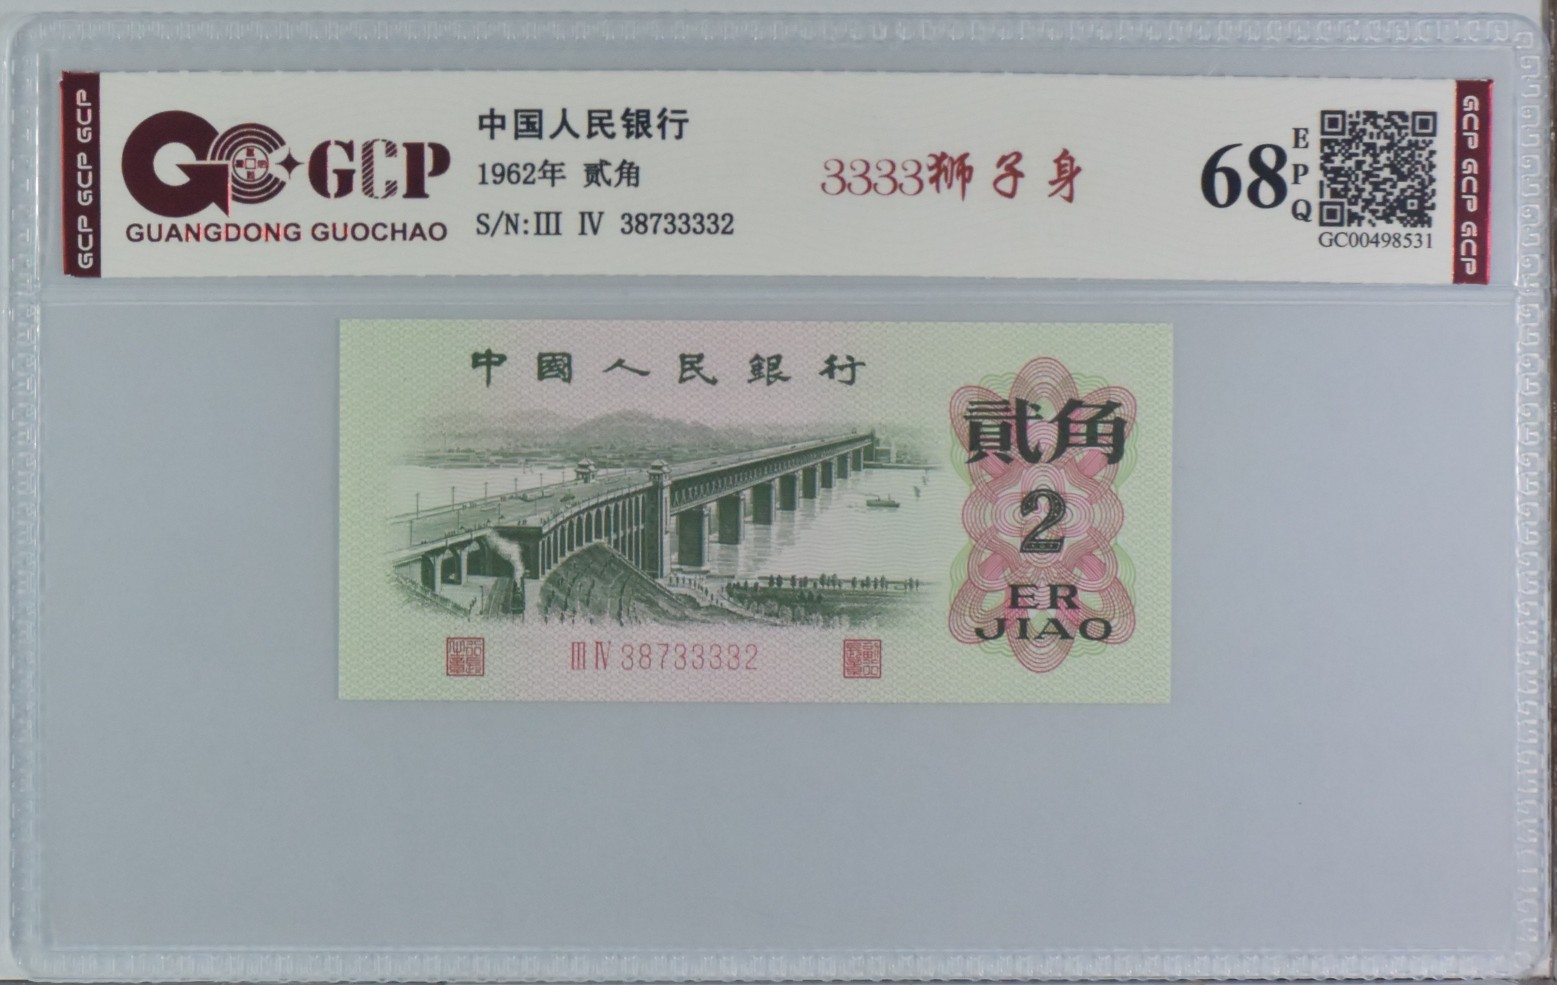 GCP GCP GCP
GCP
GUANGDONG GUOCHAO
中国人民银行
1962年 贰角
S/N:Ⅲ Ⅳ 38733332
3333狮子身
68
EPQ
GC00498531
GCP GCP GCP
中國人民銀行
貳角
2
ER
JIAO
Ⅲ Ⅳ 38733332